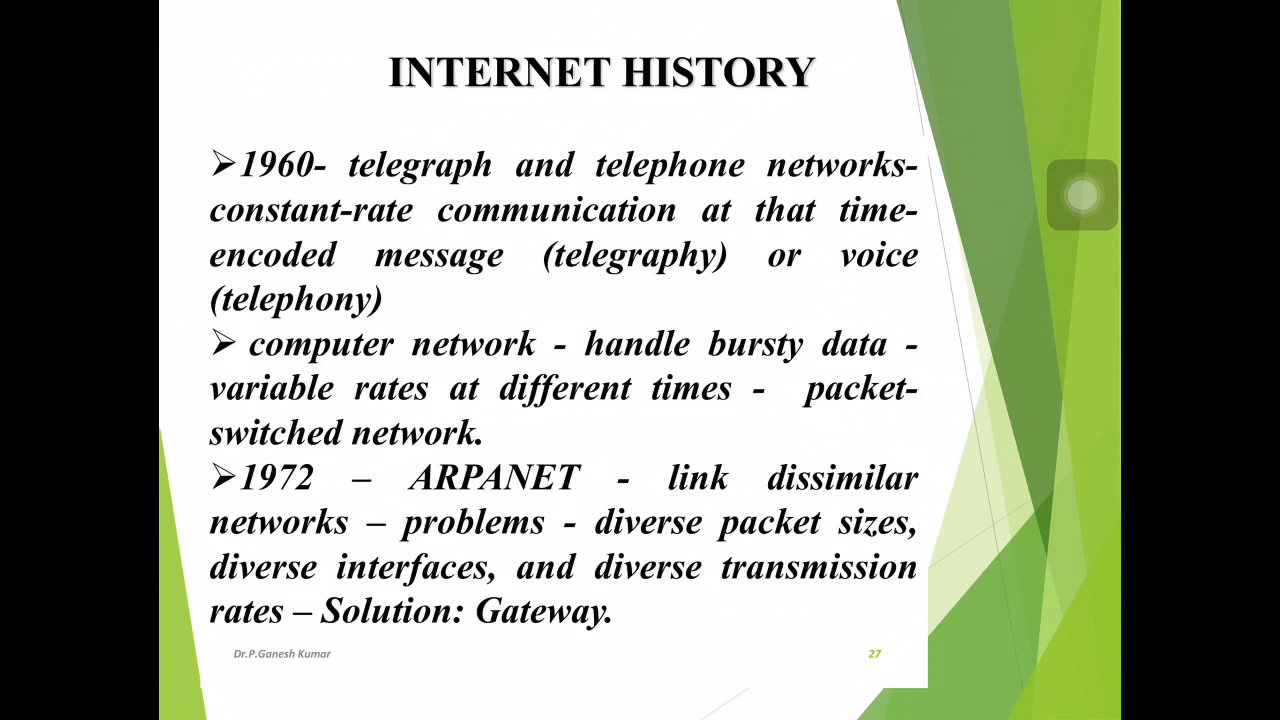 INTERNET HISTORY
➢1960- telegraph and telephone networks-
constant-rate communication at that time-
encoded message (telegraphy) or voice
(telephony)
➢ computer network - handle bursty data -
variable rates at different times - packet-
switched network.
➢1972 – ARPANET - link dissimilar
networks – problems - diverse packet sizes,
diverse interfaces, and diverse transmission
rates – Solution: Gateway.
Dr.P.Ganesh Kumar 27